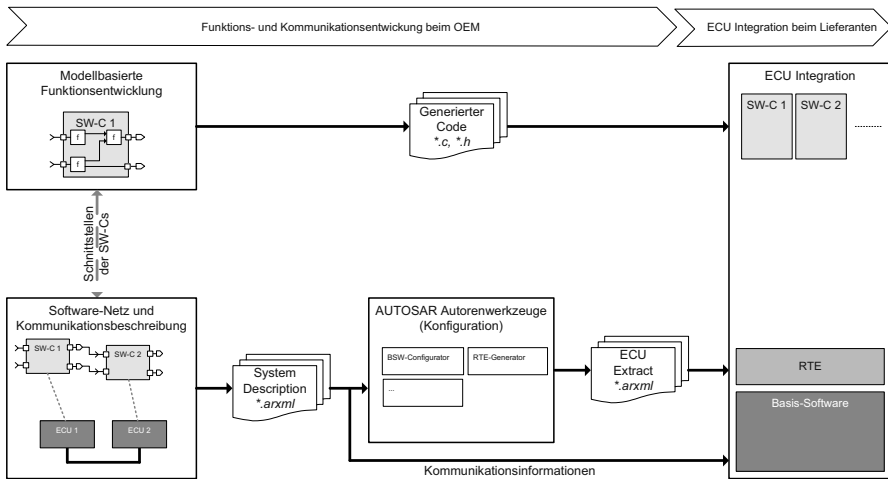 Funktions- und Kommunikationsentwickung beim OEM
ECU Integration beim Lieferanten
Modellbasierte
Funktionsentwicklung
SW-C 1
f
f
f
Generierter
Code
*.c, *.h
ECU Integration
SW-C 1
SW-C 2
........
Schnittstellen
der SW-Cs
Software-Netz und
Kommunikationsbeschreibung
SW-C 1
SW-C 2
ECU 1
ECU 2
System
Description
*.arxml
AUTOSAR Autorenwerkzeuge
(Konfiguration)
BSW-Configurator
RTE-Generator
...
ECU
Extract
*.arxml
RTE
Basis-Software
Kommunikationsinformationen